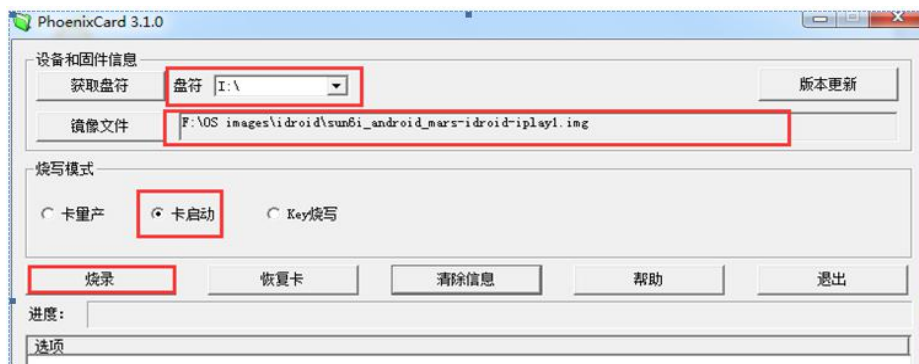 PhoenixCard 3.1.0
设备和固件信息
获取盘符 盘符 I:\ 版本更新
镜像文件 F:\OS images\idroid\sun6i_android_mars-idroid-iplay1.img
烧写模式
卡量产 卡启动 Key烧写
烧录 恢复卡 清除信息 帮助 退出
进度:
选项